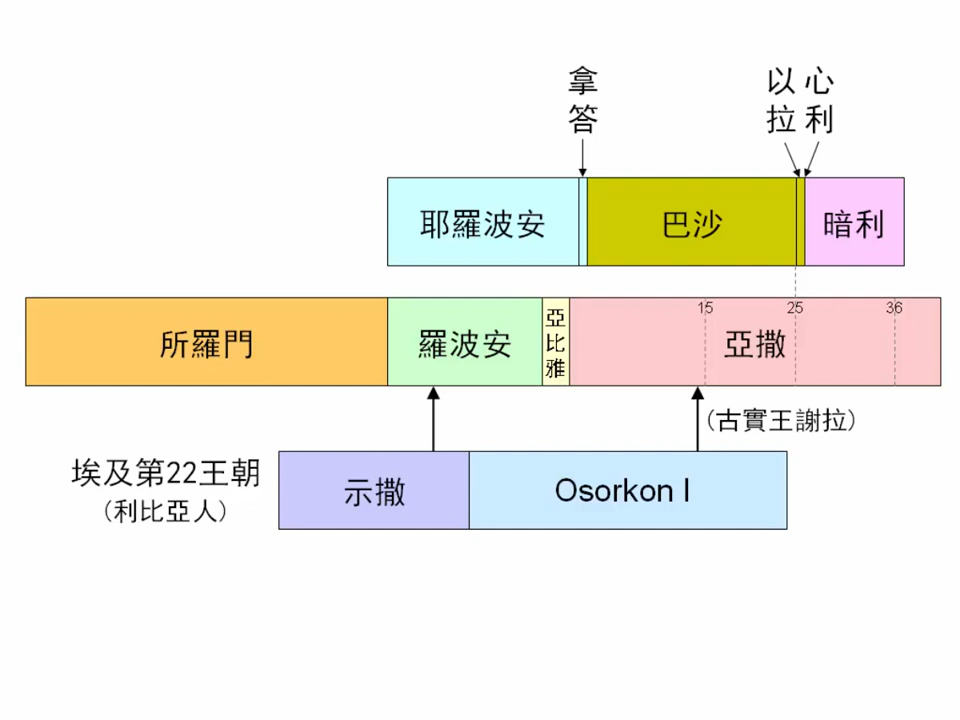 拿答
以拉
心利
耶羅波安
巴沙
暗利
所羅門
羅波安
亞比雅
亞撒
15
25
36
(古實王謝拉)
埃及第22王朝
(利比亞人)
示撒
Osorkon I